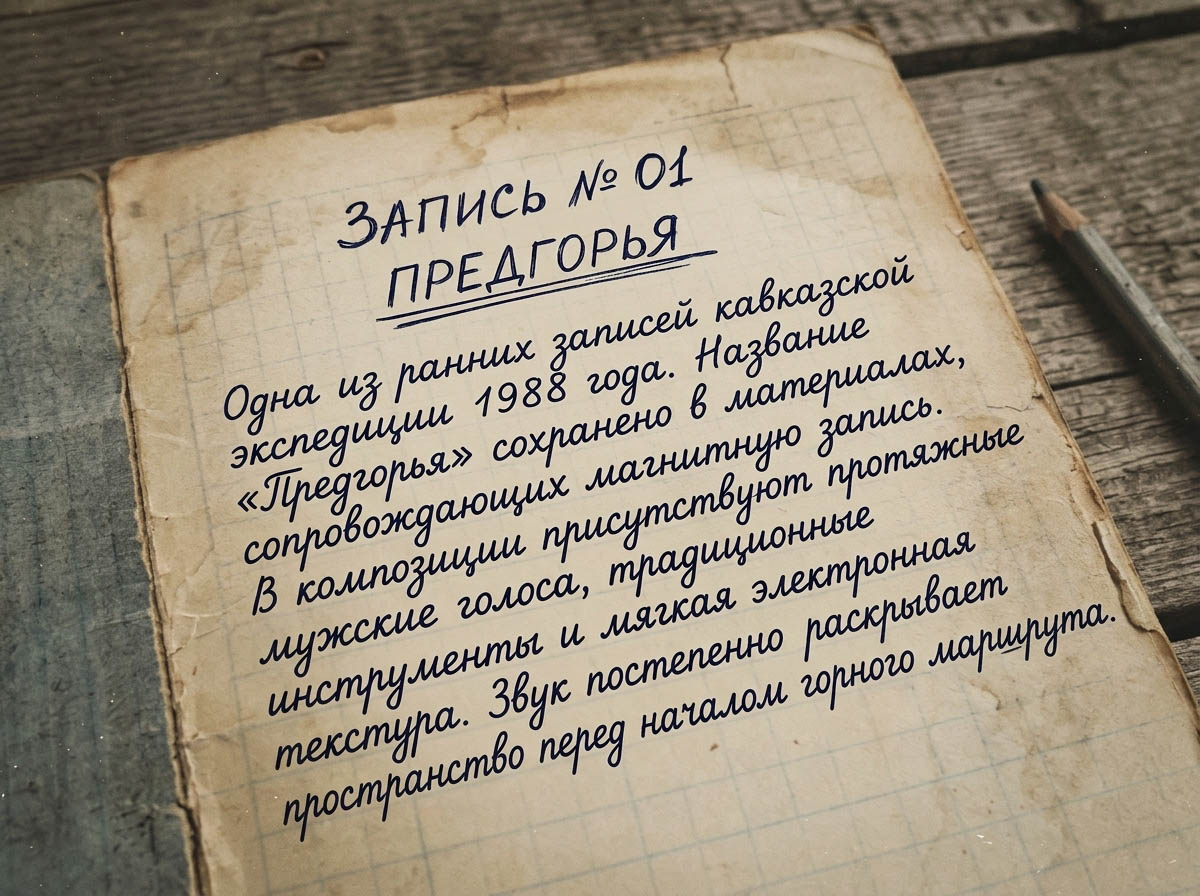 ЗАПИСЬ № 01
ПРЕДГОРЬЯ
Одна из ранних записей кавказской
экспедиции 1988 года. Название
«Предгорья» сохранено в материалах,
сопровождающих магнитную запись.
В композиции присутствуют протяжные
мужские голоса, традиционные
инструменты и мягкая электронная
текстура. Звук постепенно раскрывает
пространство перед началом горного маршрута.